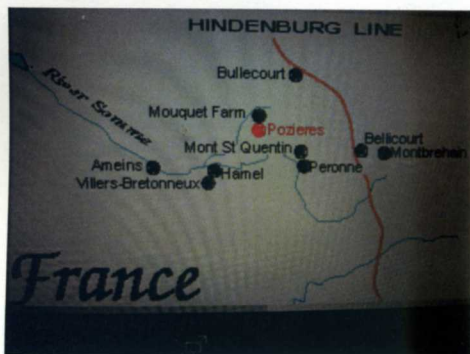 HINDENBURG LINE
Bullecourt
River Somme
Mouquet Farm
Pozieres
Mont St Quentin
Bellicourt
Montbrehain
Ameins
Hamel
Peronne
Villers-Bretonneux
France